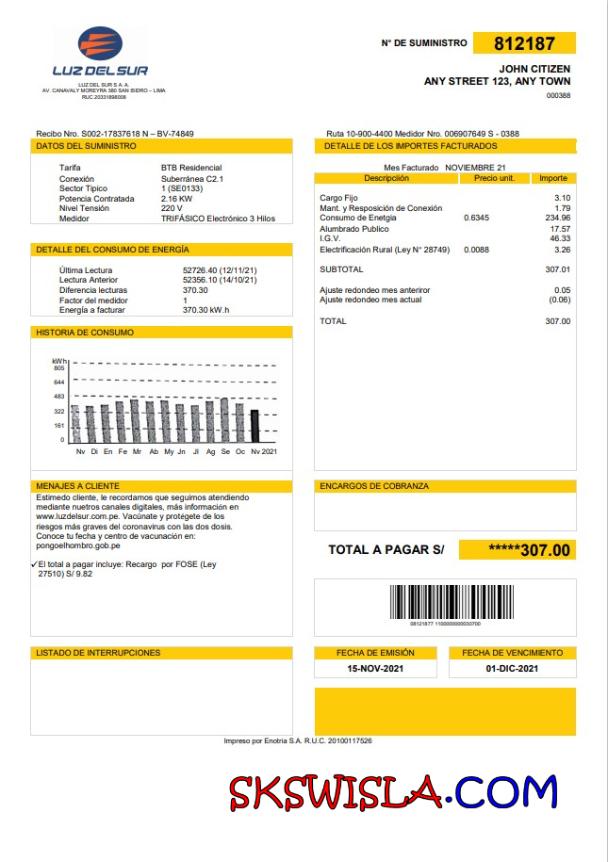 N° DE SUMINISTRO 812187
LUZ DEL SUR
LUZ DEL SUR S.A.A.
AV. CANAVALY MOREYRA 380 SAN ISIDRO – LIMA
RUC 20331898008
JOHN CITIZEN
ANY STREET 123, ANY TOWN
000388
Recibo Nro. S002-17837618 N – BV-74849
DATOS DEL SUMINISTRO
Tarifa BTB Residencial
Conexión Suberránea C2.1
Sector Típico 1 (SE0133)
Potencia Contratada 2.16 KW
Nivel Tensión 220 V
Medidor TRIFÁSICO Electrónico 3 Hilos
DETALLE DEL CONSUMO DE ENERGÍA
Última Lectura 52726.40 (12/11/21)
Lectura Anterior 52356.10 (14/10/21)
Diferencia lecturas 370.30
Factor del medidor 1
Energía a facturar 370.30 kW.h
HISTORIA DE CONSUMO
kWh
805
644
483
322
161
0
Nv Di En Fe Mr Ab My Jn Jl Ag Se Oc Nv 2021
MENAJES A CLIENTE
Estimedo cliente, le recordamos que seguimos atendiendo
mediante nuetros canales digitales, más información en
www.luzdelsur.com.pe. Vacúnate y protégete de los
riesgos más graves del coronavirus con las dos dosis.
Conoce tu fecha y centro de vacunación en:
pongoelhombro.gob.pe
✓El total a pagar incluye: Recargo por FOSE (Ley
27510) S/ 9.82
LISTADO DE INTERRUPCIONES
Ruta 10-900-4400 Medidor Nro. 006907649 S - 0388
DETALLE DE LOS IMPORTES FACTURADOS
Mes Facturado NOVIEMBRE 21
Descripción Precio unit. Importe
Cargo Fijo 3.10
Mant. y Resposición de Conexión 1.79
Consumo de Enetgia 0.6345 234.96
Alumbrado Publico 17.57
I.G.V. 46.33
Electrificación Rural (Ley N° 28749) 0.0088 3.26
SUBTOTAL 307.01
Ajuste redondeo mes anteriror 0.05
Ajuste redondeo mes actual (0.06)
TOTAL 307.00
ENCARGOS DE COBRANZA
TOTAL A PAGAR S/ *****307.00
FECHA DE EMISIÓN FECHA DE VENCIMIENTO
15-NOV-2021 01-DIC-2021
Impreso por Enotria S.A. R.U.C. 20100117526
SKSWISLA.COM